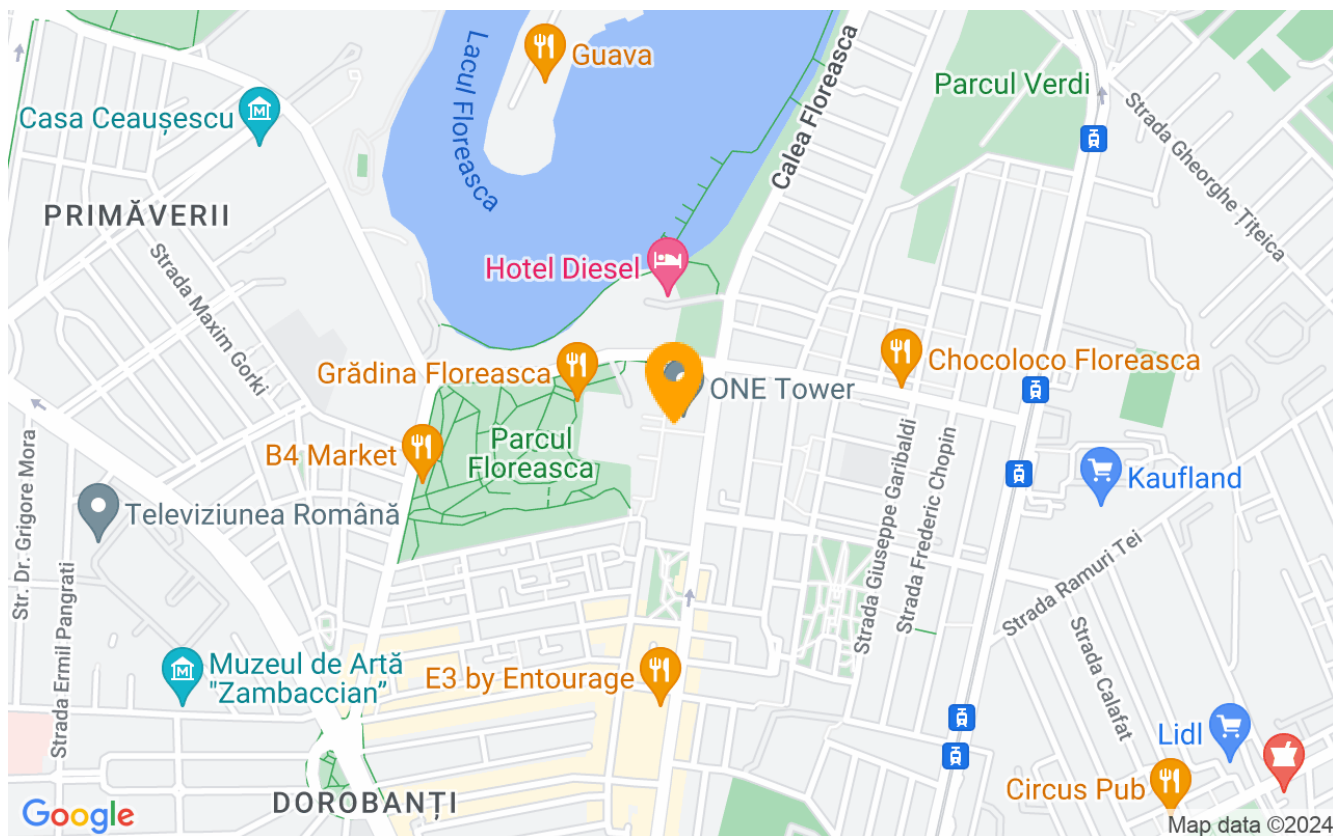 Guava
Lacul Floreasca
Calea Floreasca
Parcul Verdi
Strada Gheorghe Țițeica
Casa Ceaușescu
PRIMĂVERII
Strada Maxim Gorki
Hotel Diesel
Grădina Floreasca
ONE Tower
Chocoloco Floreasca
B4 Market
Parcul
Floreasca
Kaufland
Televiziunea Română
Str. Dr. Grigore Mora
Strada Ermil Pangrati
Strada Giuseppe Garibaldi
Strada Frederic Chopin
Strada Ramuri Tei
Strada Calafat
Muzeul de Artă
"Zambaccian”
E3 by Entourage
Lidl
Circus Pub
DOROBANȚI
Google
Map data ©2024